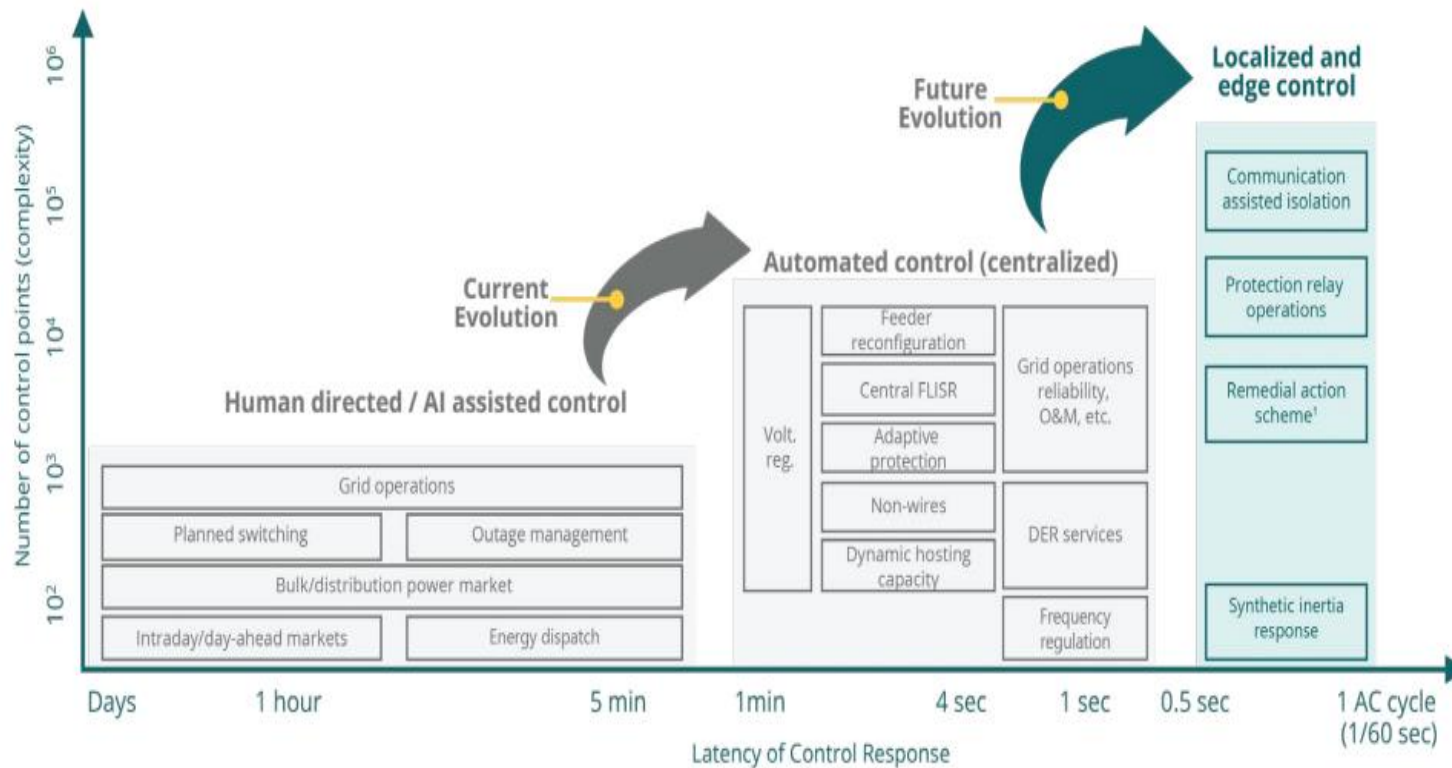 Number of control points (complexity)
10⁶
10⁵
10⁴
10³
10²
Human directed / AI assisted control
Grid operations
Planned switching
Outage management
Bulk/distribution power market
Intraday/day-ahead markets
Energy dispatch
Current
Evolution
Automated control (centralized)
Volt.
reg.
Feeder
reconfiguration
Central FLISR
Adaptive
protection
Non-wires
Dynamic hosting
capacity
Grid operations
reliability,
O&M, etc.
DER services
Frequency
regulation
Future
Evolution
Localized and
edge control
Communication
assisted isolation
Protection relay
operations
Remedial action
scheme¹
Synthetic inertia
response
Days
1 hour
5 min
1min
4 sec
1 sec
0.5 sec
1 AC cycle
(1/60 sec)
Latency of Control Response